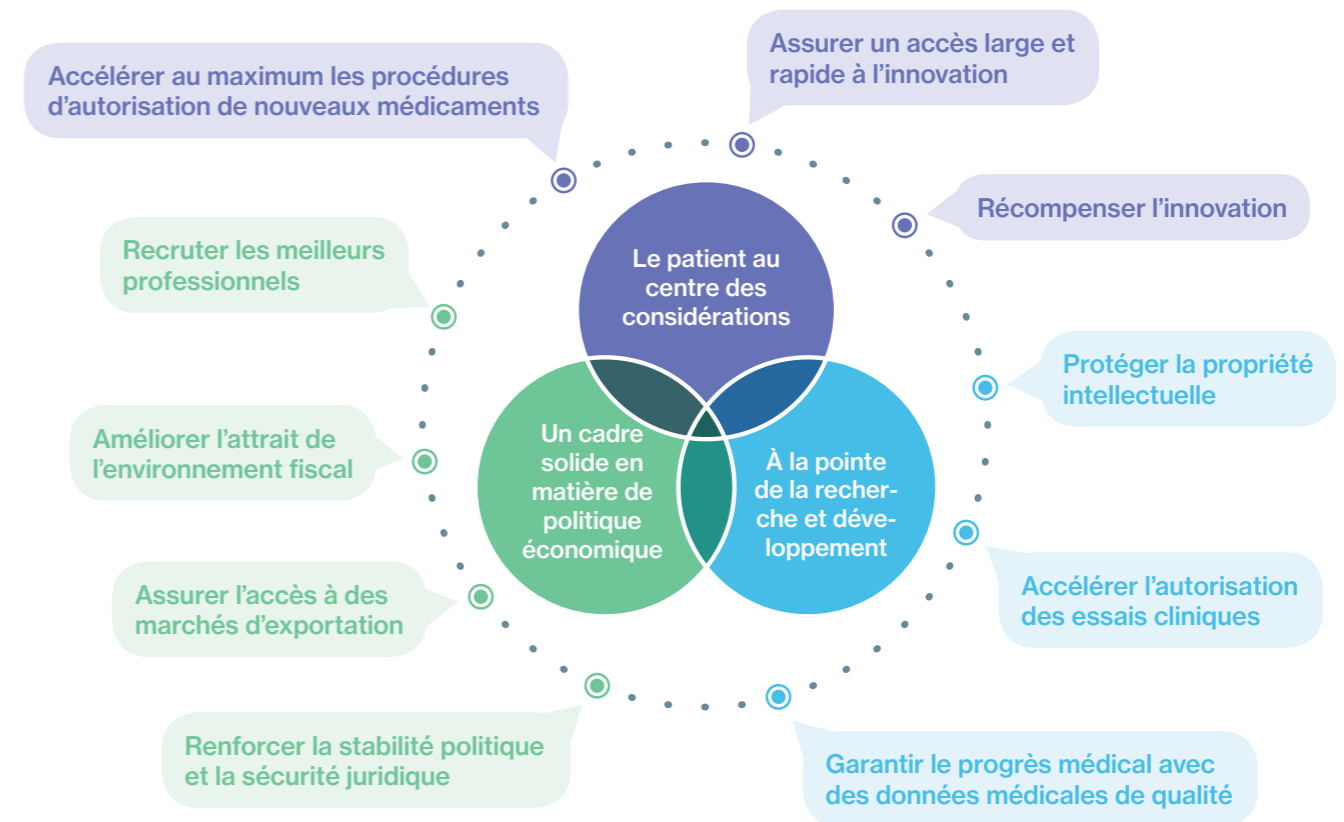 Assurer un accès large et
rapide à l’innovation
Accélérer au maximum les procédures
d’autorisation de nouveaux médicaments
Récompenser l’innovation
Recruter les meilleurs
professionnels
Le patient au
centre des
considérations
Protéger la propriété
intellectuelle
Améliorer l’attrait de
l’environnement fiscal
Un cadre
solide en
matière de
politique
économique
À la pointe
de la recher-
che et déve-
loppement
Assurer l’accès à des
marchés d’exportation
Accélérer l’autorisation
des essais cliniques
Renforcer la stabilité politique
et la sécurité juridique
Garantir le progrès médical avec
des données médicales de qualité